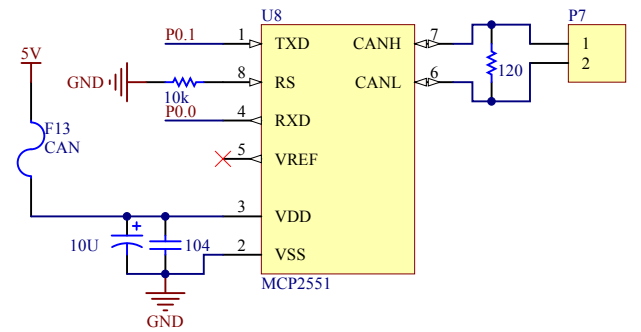 U8
P7
P0.1
1
TXD
CANH
7
1
5V
GND
10k
8
RS
CANL
6
120
2
P0.0
4
RXD
F13
CAN
5
VREF
3
VDD
10U
+
104
2
VSS
MCP2551
GND